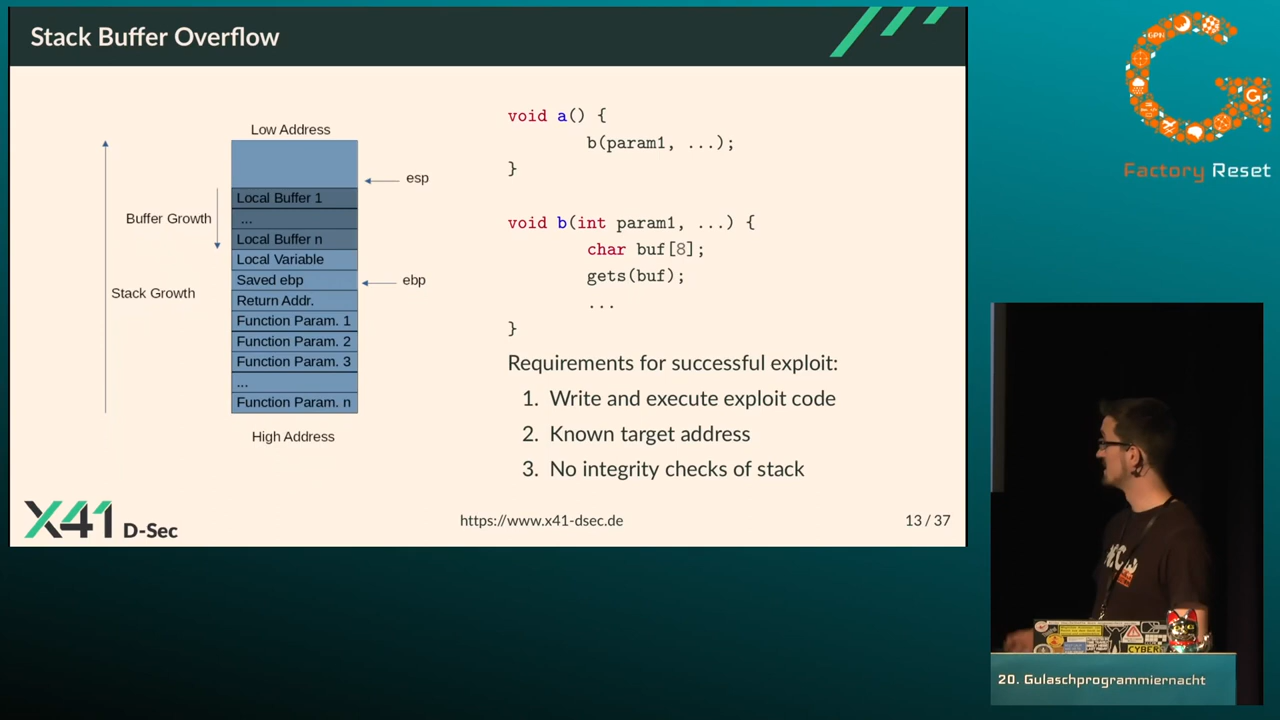 Stack Buffer Overflow
Low Address
esp
Local Buffer 1
...
Local Buffer n
Local Variable
Saved ebp
ebp
Return Addr.
Function Param. 1
Function Param. 2
Function Param. 3
...
Function Param. n
High Address
Buffer Growth
Stack Growth
void a() {
b(param1, ...);
}
void b(int param1, ...) {
char buf[8];
gets(buf);
...
}
Requirements for successful exploit:
1. Write and execute exploit code
2. Known target address
3. No integrity checks of stack
X41 D-Sec
https://www.x41-dsec.de
13 / 37
GPN
Factory Reset
CYBER
20. Gulaschprogrammiernacht